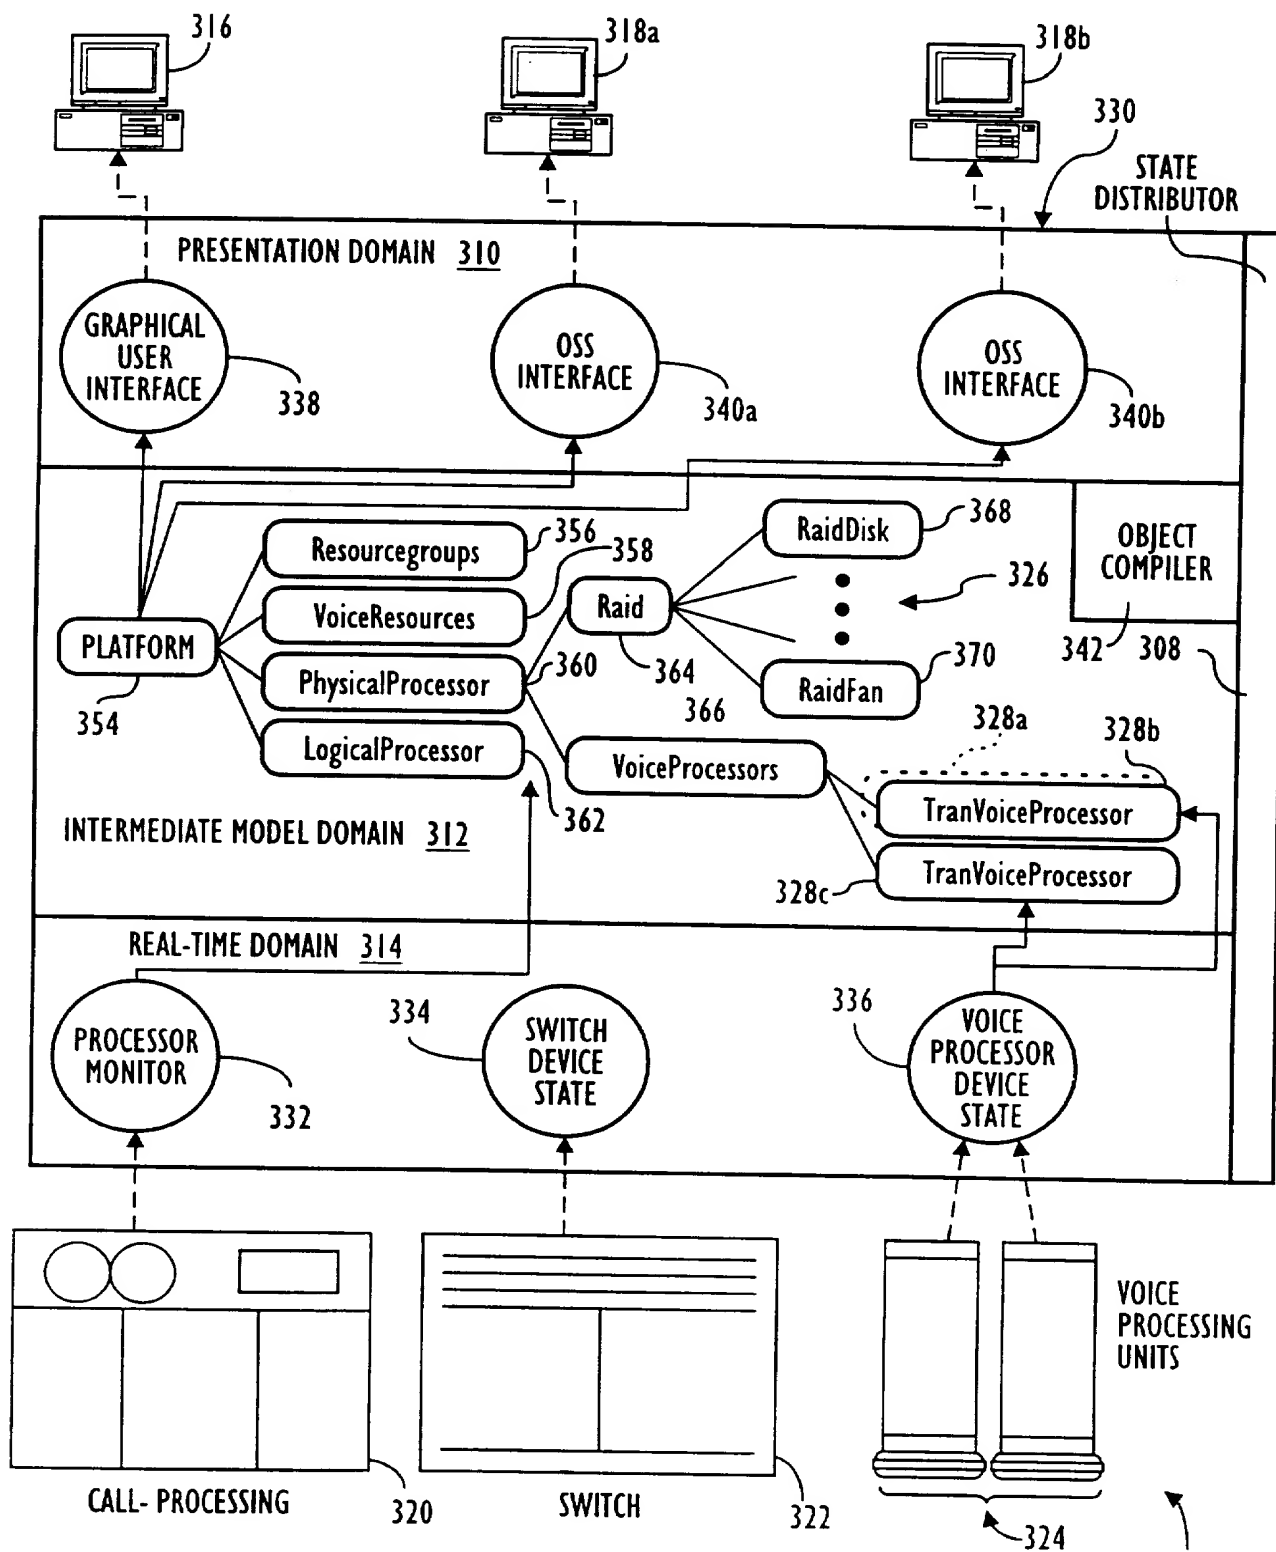 316
318a
318b
330
STATE
DISTRIBUTOR
PRESENTATION DOMAIN 310
GRAPHICAL
USER
INTERFACE
338
OSS
INTERFACE
340a
OSS
INTERFACE
340b
Resourcegroups
356
358
VoiceResources
PLATFORM
354
PhysicalProcessor
360
LogicalProcessor
362
Raid
364
366
RaidDisk
368
326
RaidFan
370
OBJECT
COMPILER
342
308
VoiceProcessors
328a
328b
TranVoiceProcessor
TranVoiceProcessor
328c
INTERMEDIATE MODEL DOMAIN 312
REAL-TIME DOMAIN 314
PROCESSOR
MONITOR
332
334
SWITCH
DEVICE
STATE
336
VOICE
PROCESSOR
DEVICE
STATE
VOICE
PROCESSING
UNITS
CALL- PROCESSING
320
SWITCH
322
324